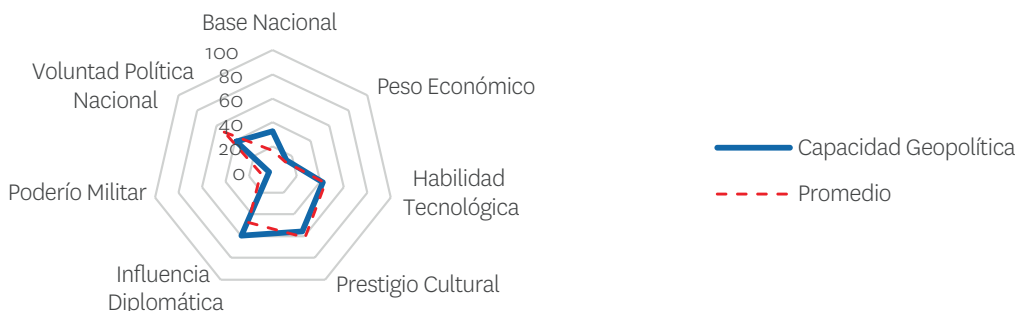 Base Nacional
100
80
60
40
20
0
Voluntad Política
Nacional
Peso Económico
Poderío Militar
Habilidad
Tecnológica
Influencia
Diplomática
Prestigio Cultural
Capacidad Geopolítica
Promedio